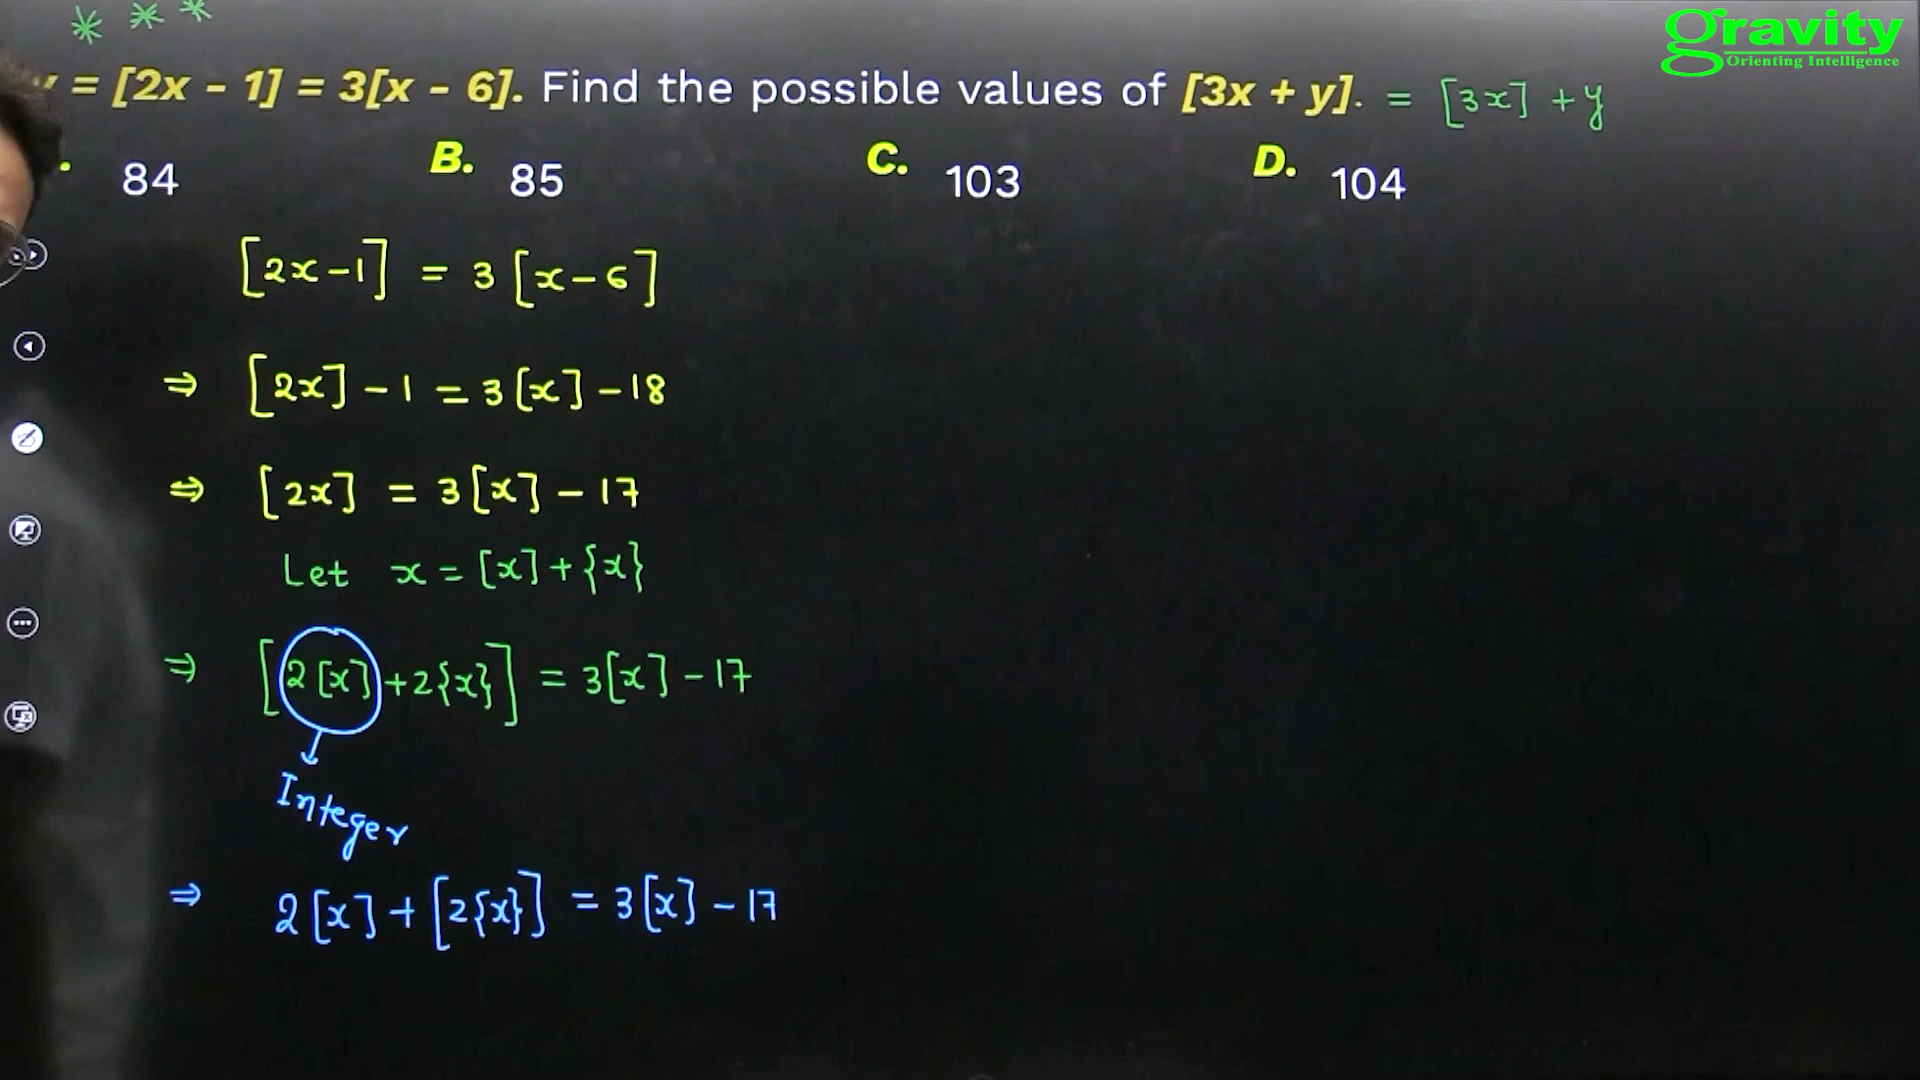 * * *
gravity
Orienting Intelligence
= [2x - 1] = 3[x - 6]. Find the possible values of [3x + y]. = [3x] + y
. 84 B. 85 C. 103 D. 104
[2x-1] = 3[x-6]
⇒ [2x] - 1 = 3[x] - 18
⇒ [2x] = 3[x] - 17
Let x = [x] + {x}
⇒ [2[x] + 2{x}] = 3[x] - 17
Integer
⇒ 2[x] + [2{x}] = 3[x] - 17